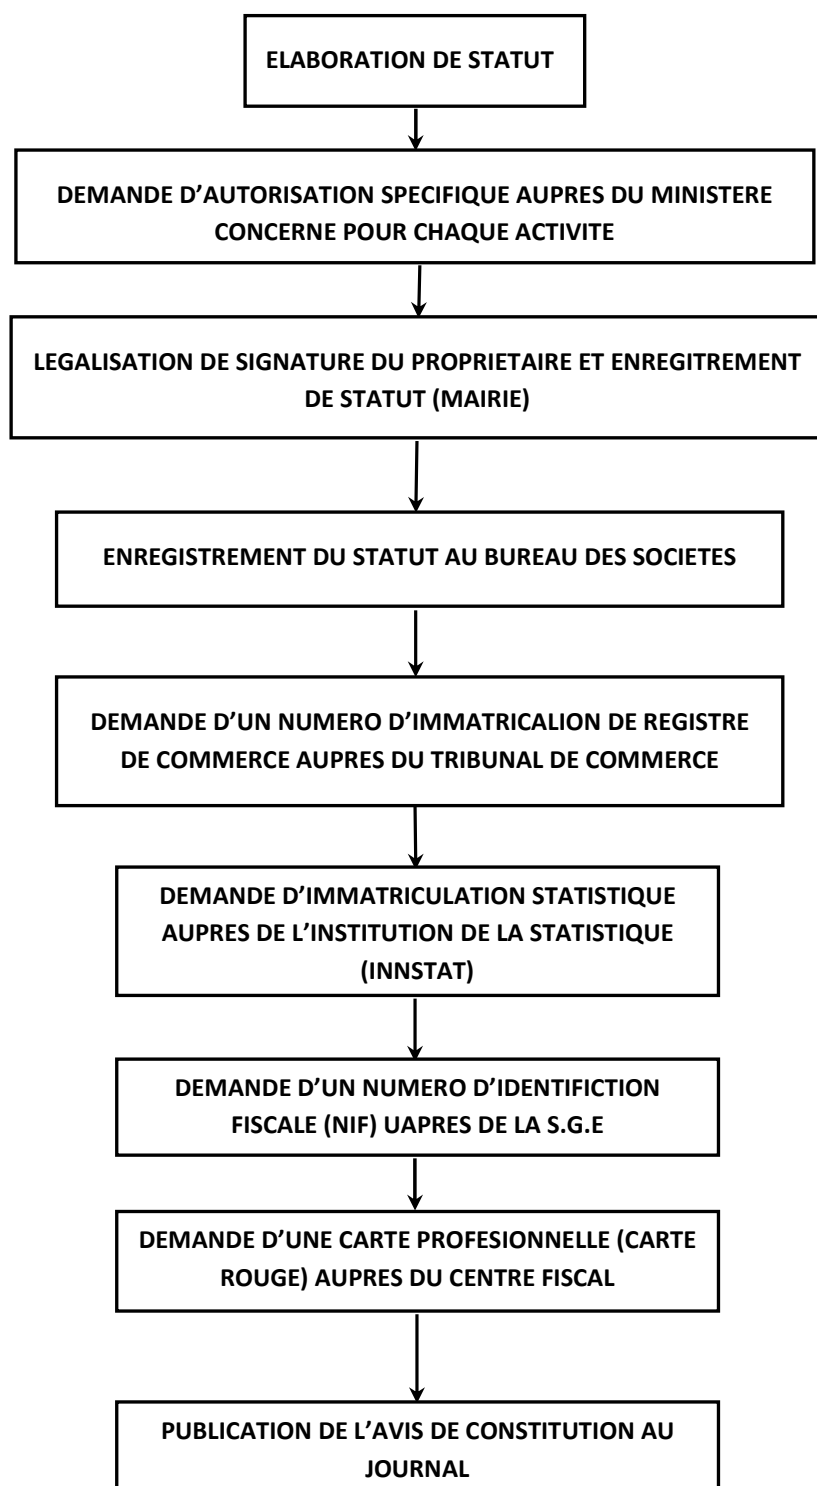 ELABORATION DE STATUT
DEMANDE D’AUTORISATION SPECIFIQUE AUPRES DU MINISTERE
CONCERNE POUR CHAQUE ACTIVITE
LEGALISATION DE SIGNATURE DU PROPRIETAIRE ET ENREGITREMENT
DE STATUT (MAIRIE)
ENREGISTREMENT DU STATUT AU BUREAU DES SOCIETES
DEMANDE D’UN NUMERO D’IMMATRICALION DE REGISTRE
DE COMMERCE AUPRES DU TRIBUNAL DE COMMERCE
DEMANDE D’IMMATRICULATION STATISTIQUE
AUPRES DE L’INSTITUTION DE LA STATISTIQUE
(INNSTAT)
DEMANDE D’UN NUMERO D’IDENTIFICTION
FISCALE (NIF) UAPRES DE LA S.G.E
DEMANDE D’UNE CARTE PROFESIONNELLE (CARTE
ROUGE) AUPRES DU CENTRE FISCAL
PUBLICATION DE L’AVIS DE CONSTITUTION AU
JOURNAL